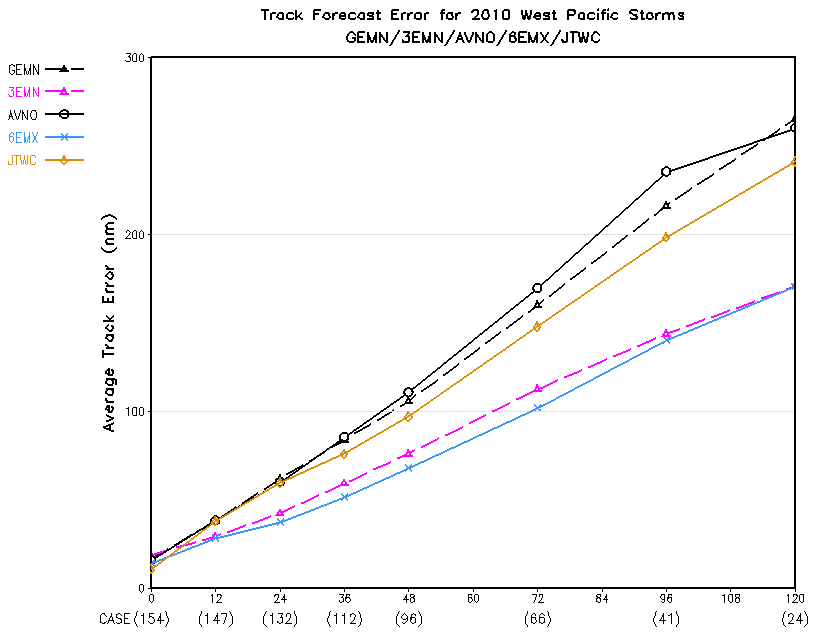 Track Forecast Error for 2010 West Pacific Storms
GEMN/3EMN/AVNO/6EMX/JTWC
GEMN
3EMN
AVNO
6EMX
JTWC
Average Track Error (nm)
300
200
100
0
0 12 24 36 48 60 72 84 96 108 120
CASE (154) (147) (132) (112) (96) (66) (41) (24)